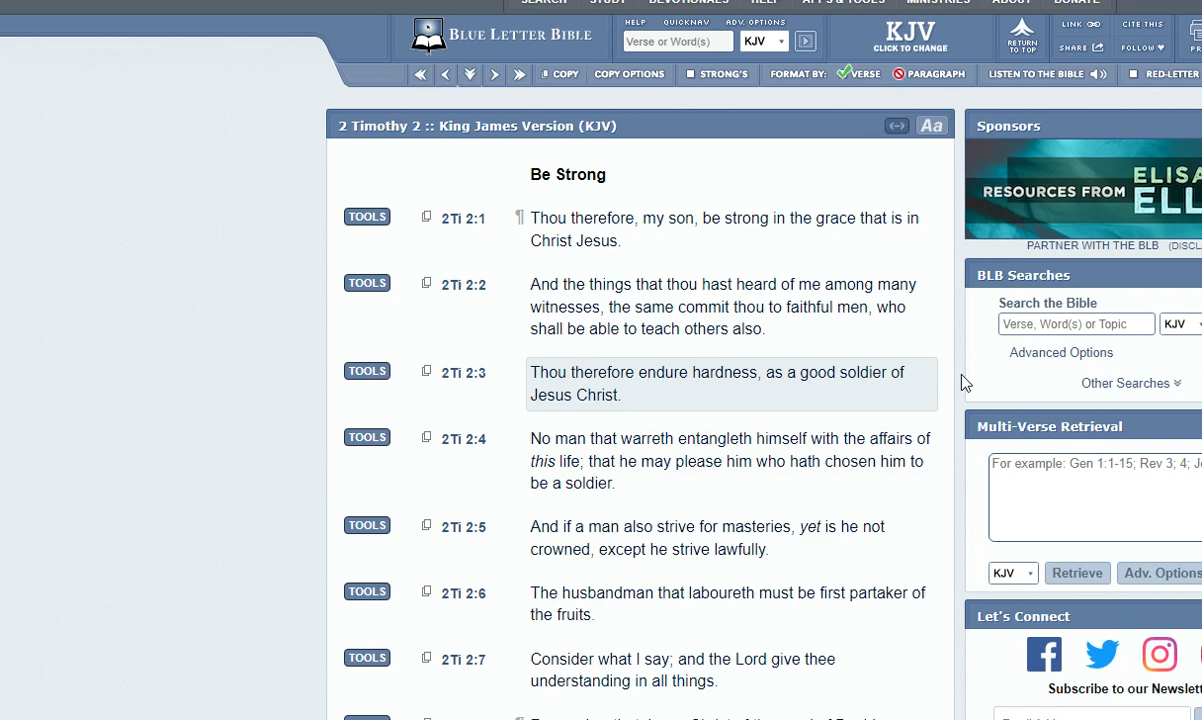 SEARCH STUDY DEVOTIONALS HELP APPS & TOOLS MINISTRIES ABOUT DONATE
BLUE LETTER BIBLE
HELP QUICKNAV ADV. OPTIONS
Verse or Word(s) KJV
KJV
CLICK TO CHANGE
RETURN
TO TOP
LINK CITE THIS
SHARE FOLLOW
COPY COPY OPTIONS STRONG'S FORMAT BY: VERSE PARAGRAPH LISTEN TO THE BIBLE RED-LETTER
2 Timothy 2 :: King James Version (KJV) Aa
Be Strong
TOOLS 2Ti 2:1 ¶ Thou therefore, my son, be strong in the grace that is in
Christ Jesus.
TOOLS 2Ti 2:2 And the things that thou hast heard of me among many
witnesses, the same commit thou to faithful men, who
shall be able to teach others also.
TOOLS 2Ti 2:3 Thou therefore endure hardness, as a good soldier of
Jesus Christ.
TOOLS 2Ti 2:4 No man that warreth entangleth himself with the affairs of
this life; that he may please him who hath chosen him to
be a soldier.
TOOLS 2Ti 2:5 And if a man also strive for masteries, yet is he not
crowned, except he strive lawfully.
TOOLS 2Ti 2:6 The husbandman that laboureth must be first partaker of
the fruits.
TOOLS 2Ti 2:7 Consider what I say; and the Lord give thee
understanding in all things.
Sponsors
RESOURCES FROM
ELISA
ELL
PARTNER WITH THE BLB (DISCL
BLB Searches
Search the Bible
Verse, Word(s) or Topic KJV
Advanced Options
Other Searches
Multi-Verse Retrieval
For example: Gen 1:1-15; Rev 3; 4; J
KJV Retrieve Adv. Options
Let's Connect
Subscribe to our Newslett